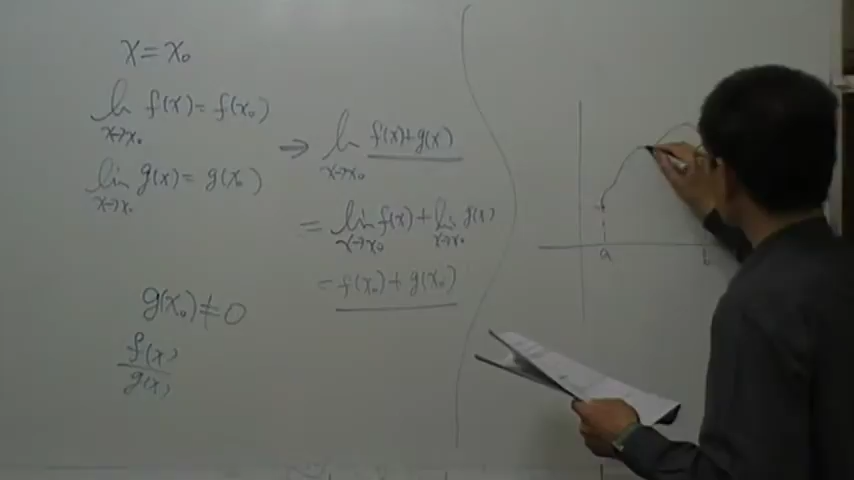 x = x₀
lim f(x) = f(x₀)
x→x₀
lim g(x) = g(x₀)
x→x₀
g(x₀) ≠ 0
f(x)
g(x)
→ lim f(x)+g(x)
x→x₀
= lim f(x) + lim g(x)
x→x₀ x→x₀
= f(x₀) + g(x₀)
a
b